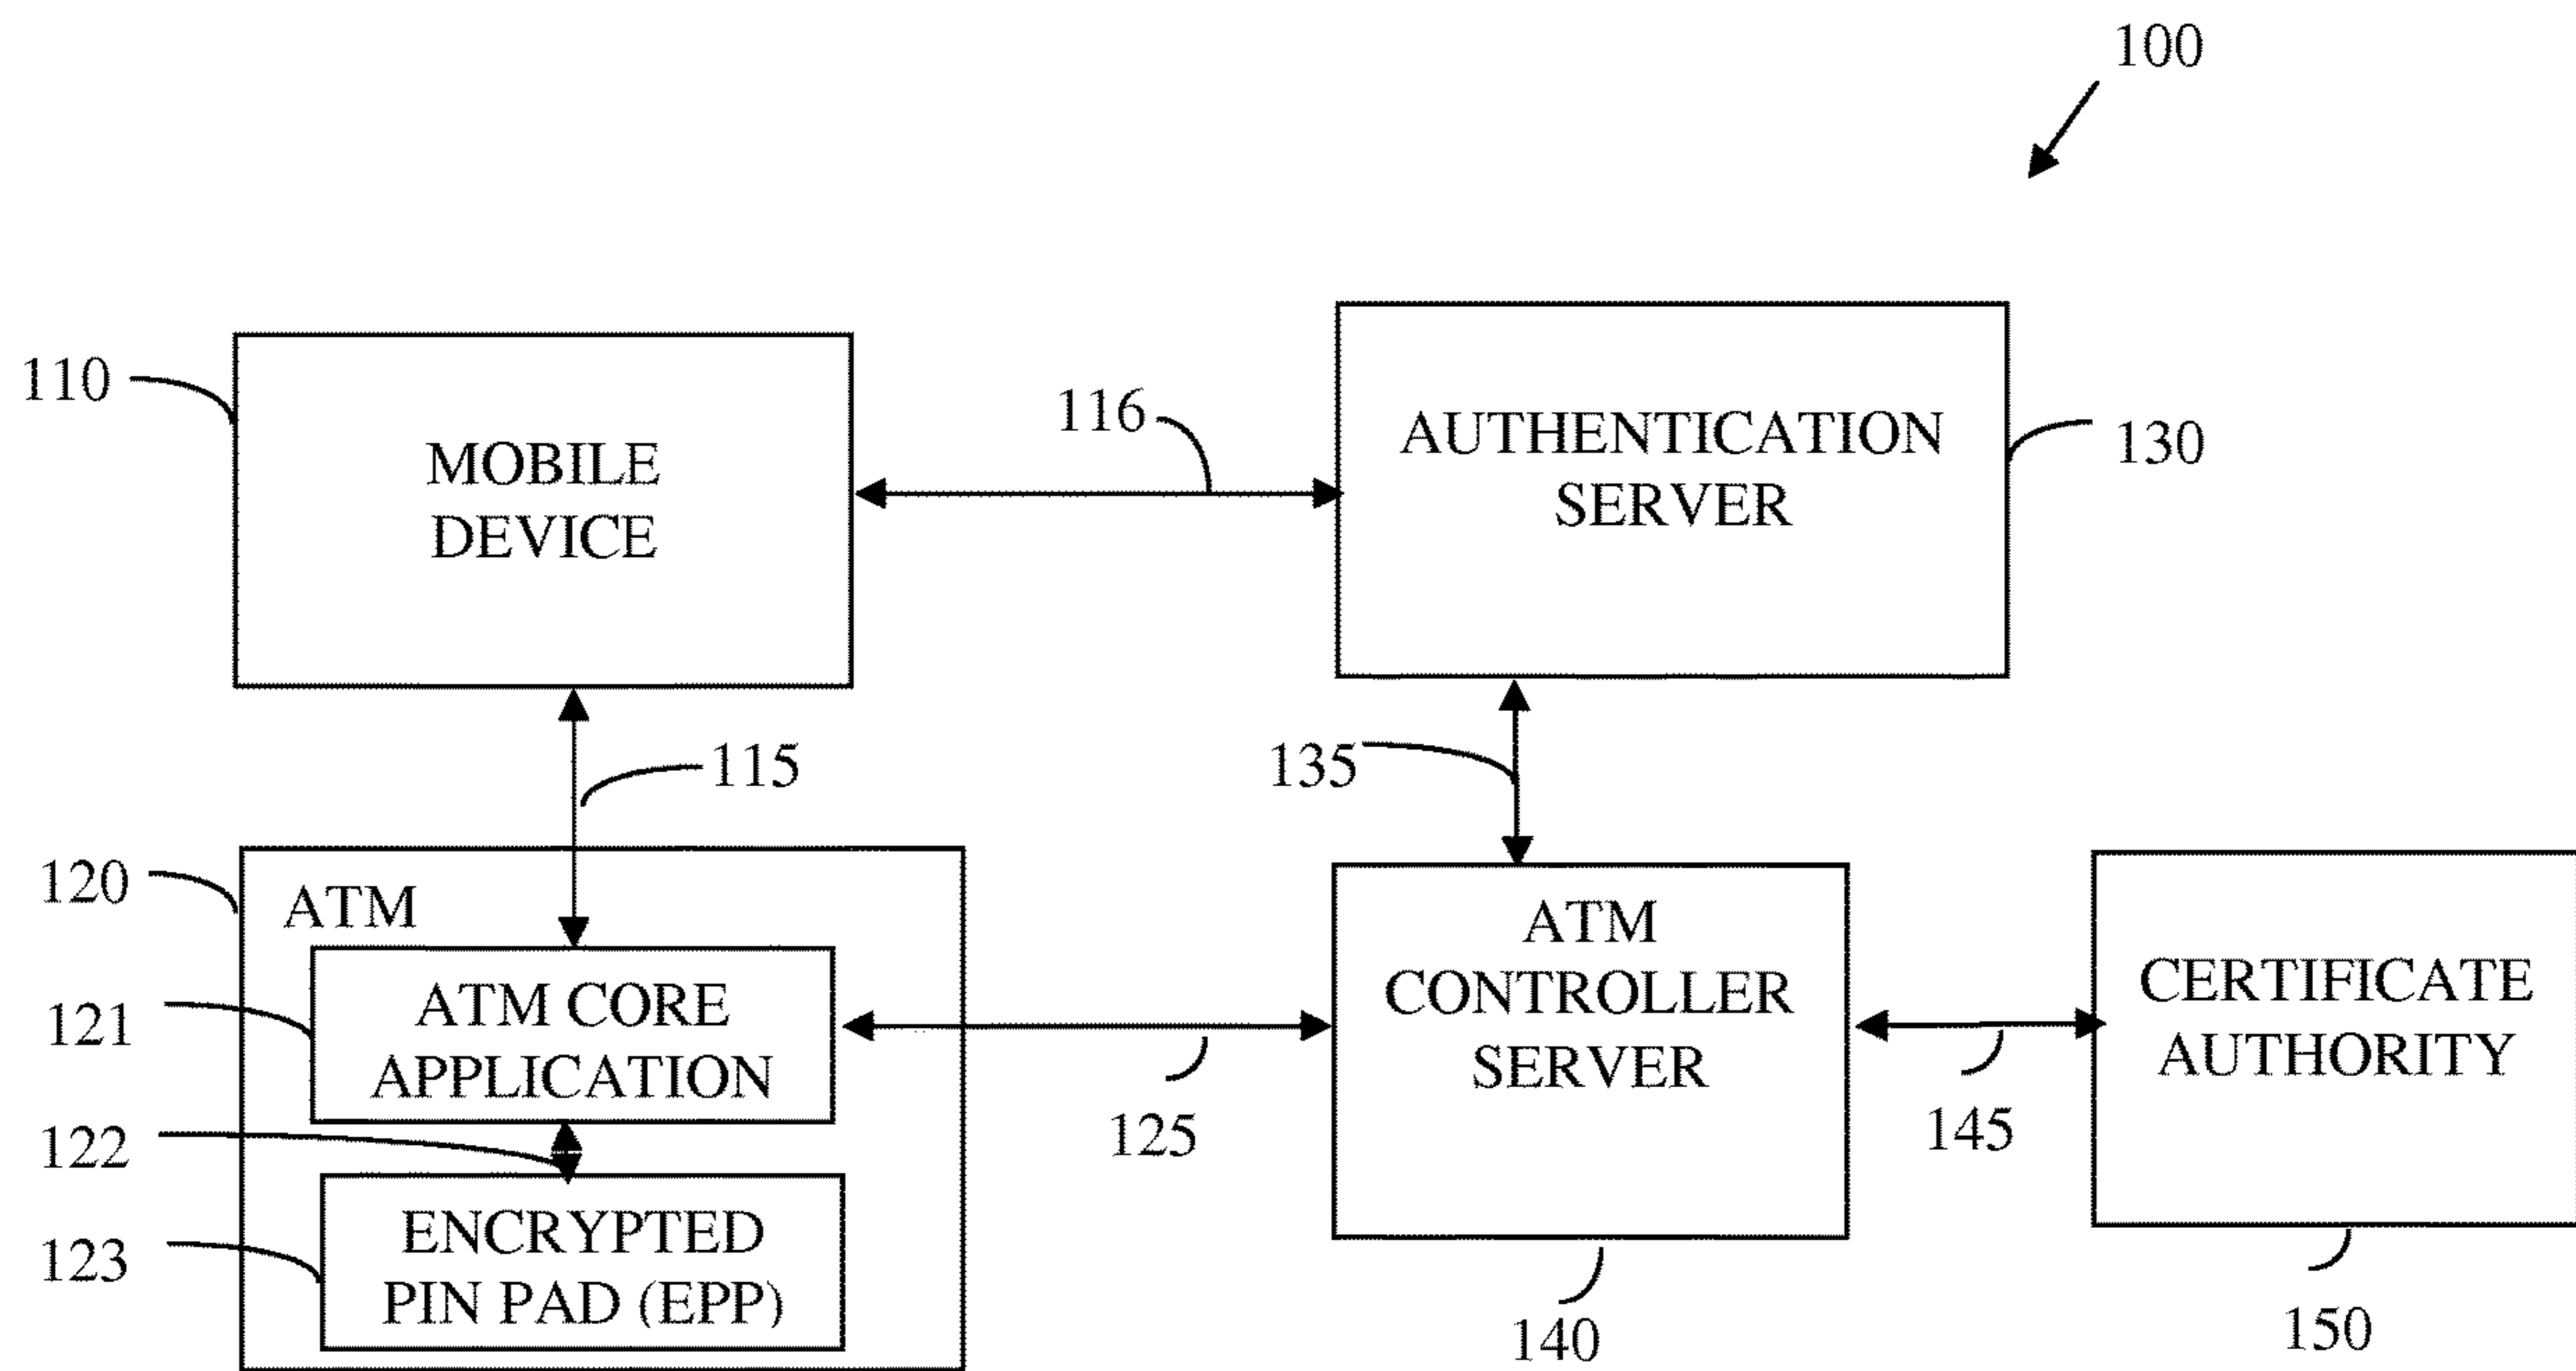 100
110
MOBILE
DEVICE
116
AUTHENTICATION
SERVER
130
115
135
120
ATM
121
ATM CORE
APPLICATION
122
123
ENCRYPTED
PIN PAD (EPP)
125
ATM
CONTROLLER
SERVER
140
145
CERTIFICATE
AUTHORITY
150